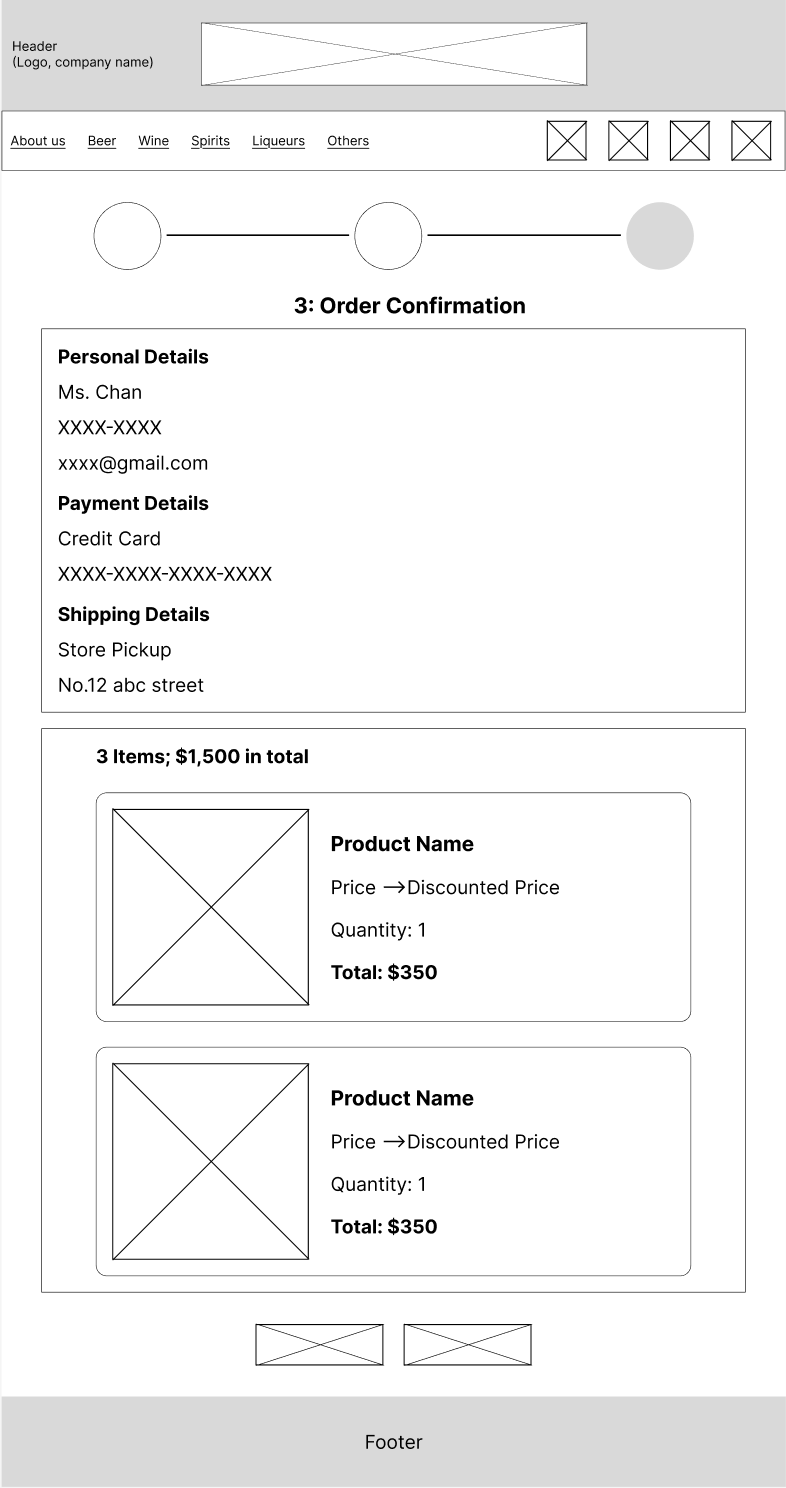 Header
(Logo, company name)
About us Beer Wine Spirits Liqueurs Others
3: Order Confirmation
Personal Details
Ms. Chan
XXXX-XXXX
xxxx@gmail.com
Payment Details
Credit Card
XXXX-XXXX-XXXX-XXXX
Shipping Details
Store Pickup
No.12 abc street
3 Items; $1,500 in total
Product Name
Price →Discounted Price
Quantity: 1
Total: $350
Product Name
Price →Discounted Price
Quantity: 1
Total: $350
Footer